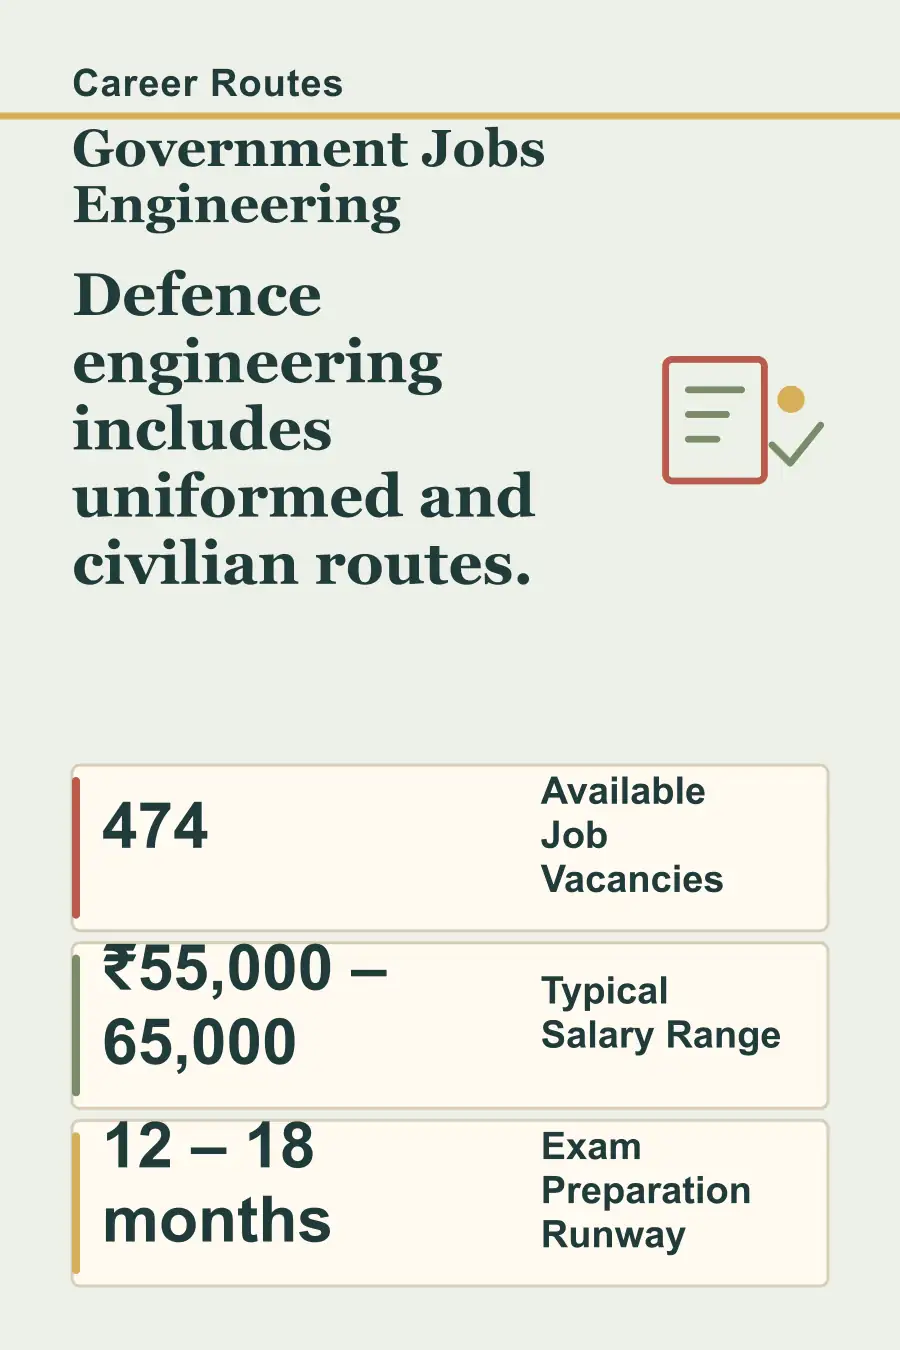 Career Routes
Government Jobs
Engineering
Defence
engineering
includes
uniformed and
civilian routes.
474
Available
Job
Vacancies
₹55,000 –
65,000
Typical
Salary Range
12 – 18
months
Exam
Preparation
Runway